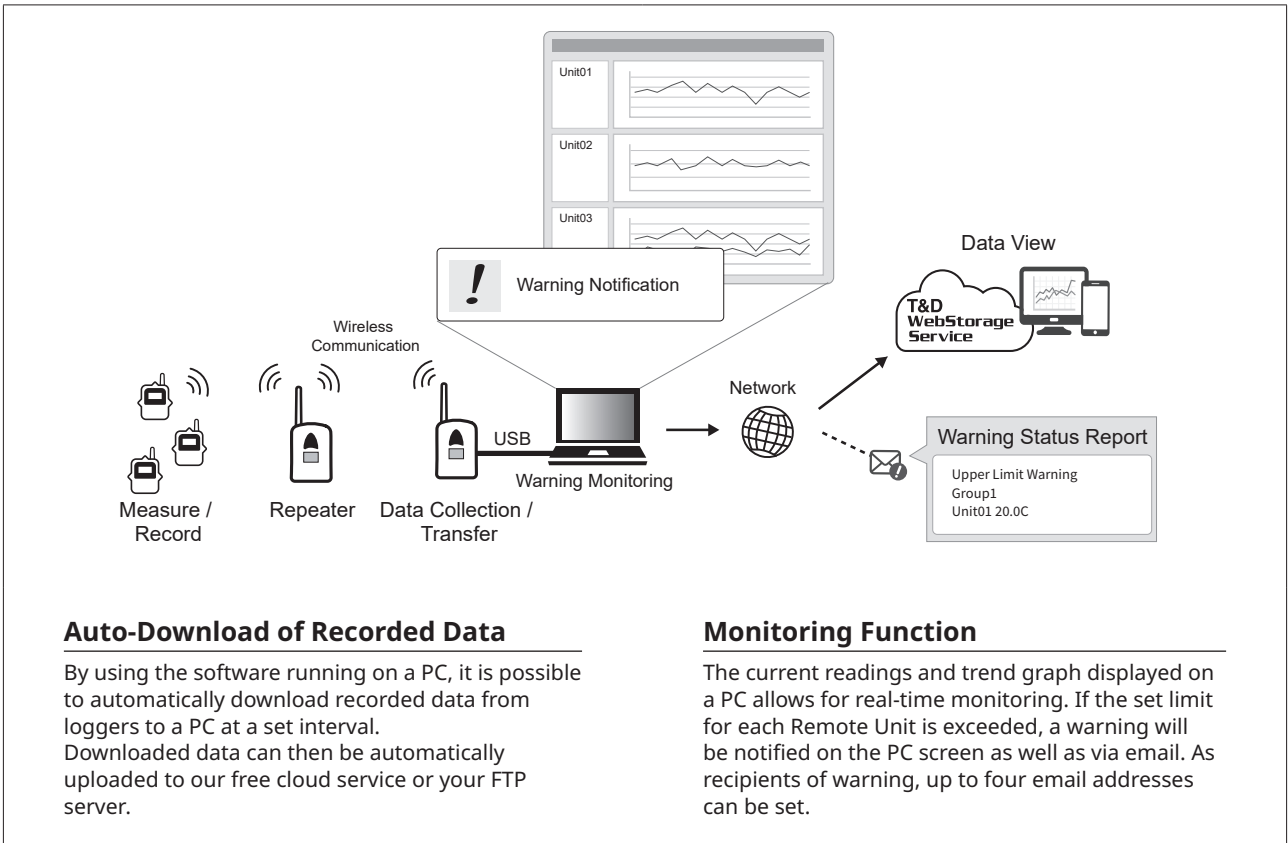 Unit01
Unit02
Unit03
Warning Notification
Data View
T&D
WebStorage
Service
Wireless
Communication
Network
USB
Warning Monitoring
Measure /
Record
Repeater
Data Collection /
Transfer
Warning Status Report
Upper Limit Warning
Group1
Unit01 20.0C
Auto-Download of Recorded Data
By using the software running on a PC, it is possible
to automatically download recorded data from
loggers to a PC at a set interval.
Downloaded data can then be automatically
uploaded to our free cloud service or your FTP
server.
Monitoring Function
The current readings and trend graph displayed on
a PC allows for real-time monitoring. If the set limit
for each Remote Unit is exceeded, a warning will
be notified on the PC screen as well as via email. As
recipients of warning, up to four email addresses
can be set.